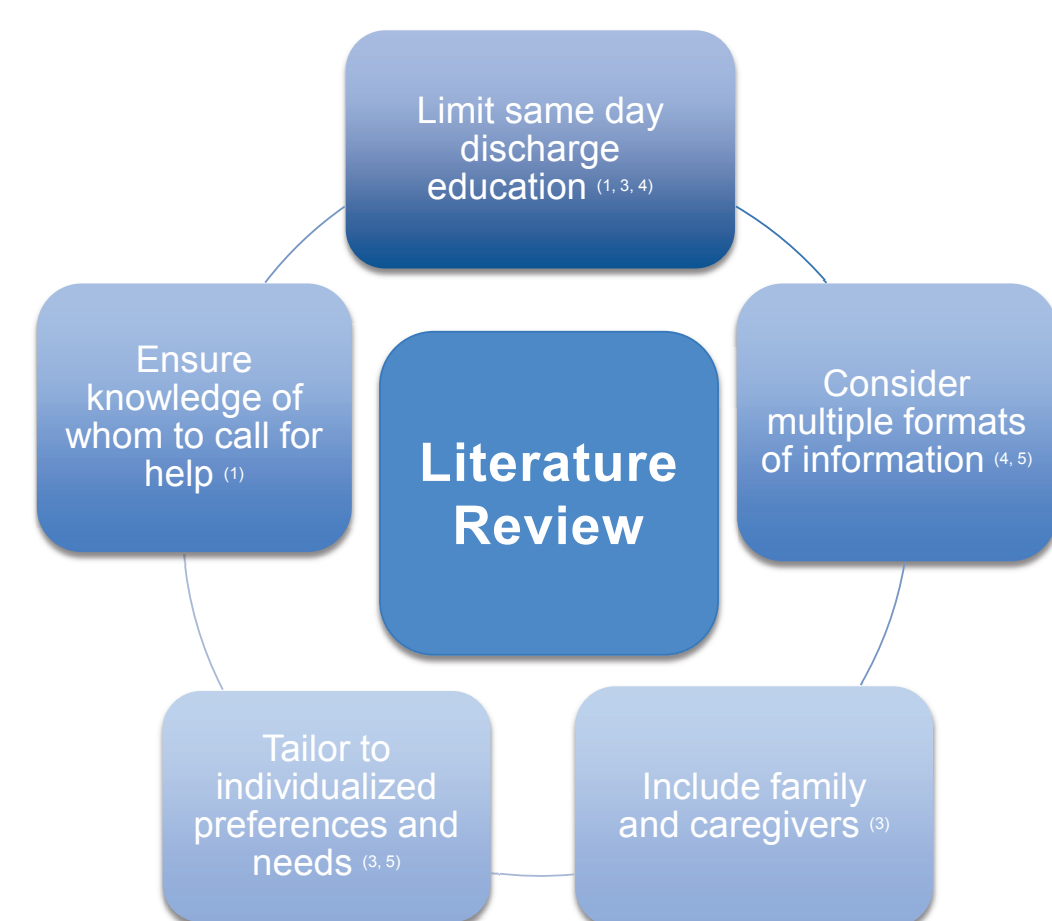 Limit same day
discharge
education (1, 3, 4)
Consider
multiple formats
of information (4, 5)
Include family
and caregivers (3)
Tailor to
individualized
preferences and
needs (3, 5)
Ensure
knowledge of
whom to call for
help (1)
Literature
Review